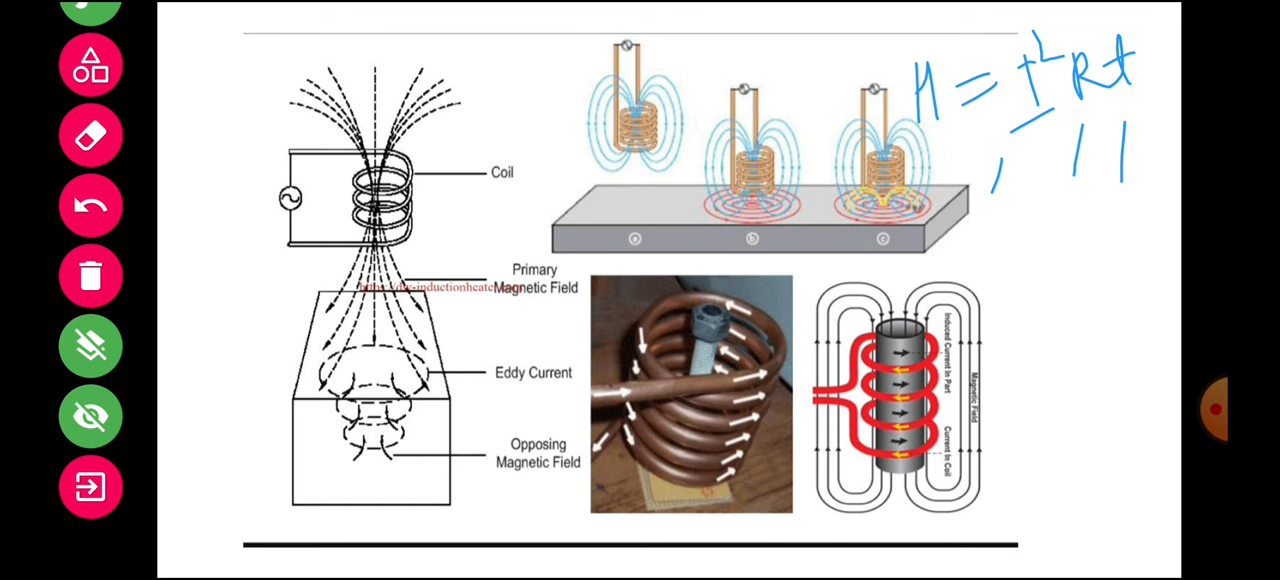 H = I²Rt
Coil
Primary
Magnetic Field
Eddy Current
Opposing
Magnetic Field
a
b
c
Induced Current In Part
Magnetic Field
Current In Coil